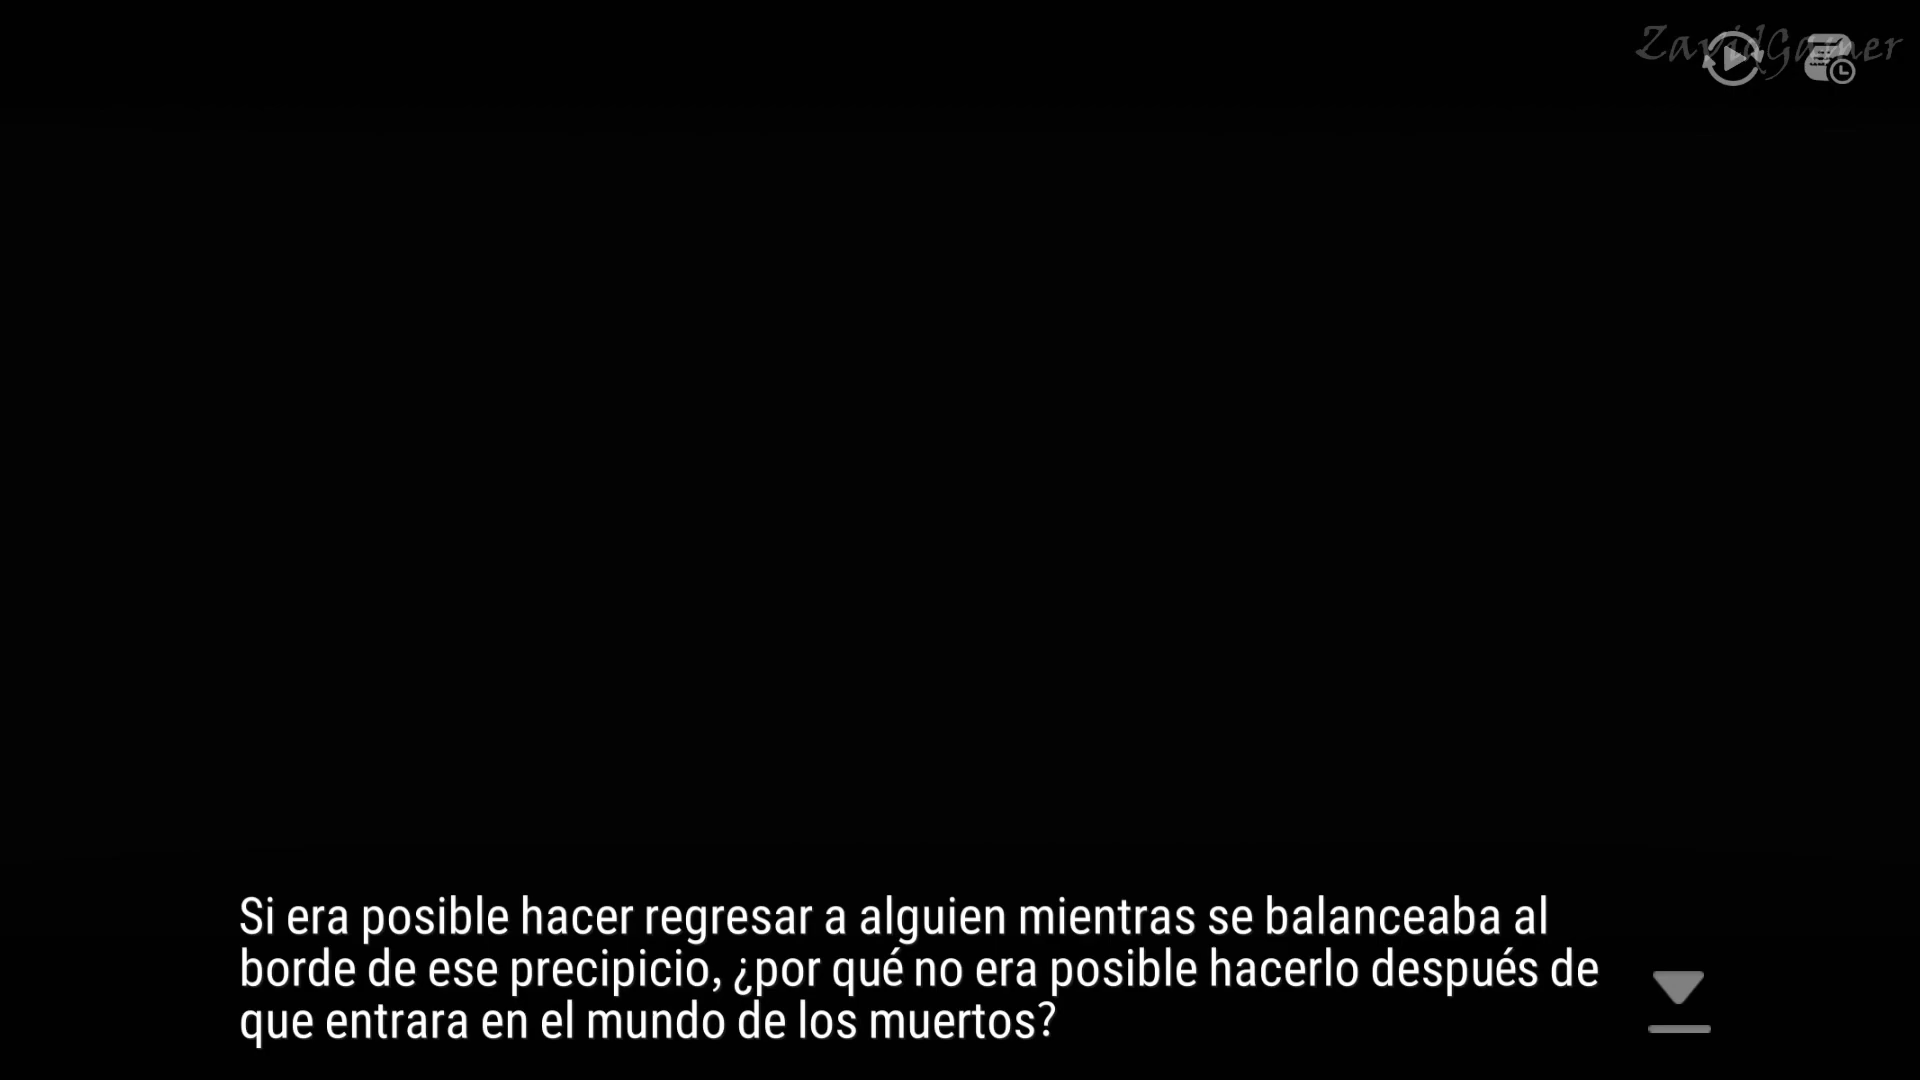 ZavidGamer
Si era posible hacer regresar a alguien mientras se balanceaba al
borde de ese precipicio, ¿por qué no era posible hacerlo después de
que entrara en el mundo de los muertos?